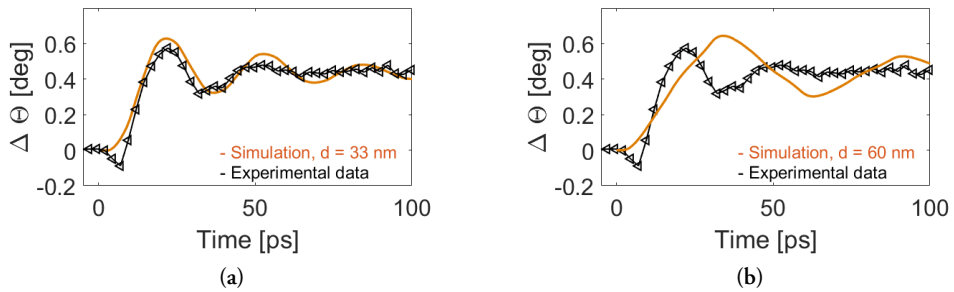 0.6
0.4
0.2
0
-0.2
Δ Θ [deg]
- Simulation, d = 33 nm
- Experimental data
0 50 100
Time [ps]
(a)
0.6
0.4
0.2
0
-0.2
Δ Θ [deg]
- Simulation, d = 60 nm
- Experimental data
0 50 100
Time [ps]
(b)